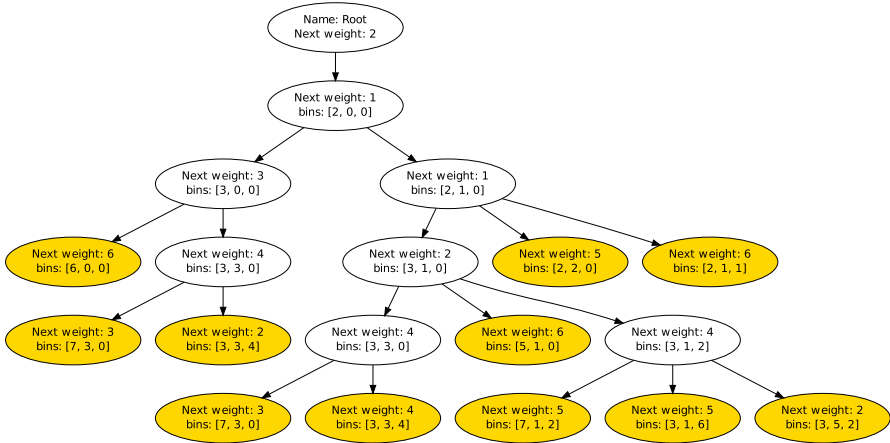 Name: Root
Next weight: 2
Next weight: 1
bins: [2, 0, 0]
Next weight: 3
bins: [3, 0, 0]
Next weight: 1
bins: [2, 1, 0]
Next weight: 6
bins: [6, 0, 0]
Next weight: 4
bins: [3, 3, 0]
Next weight: 2
bins: [3, 1, 0]
Next weight: 5
bins: [2, 2, 0]
Next weight: 6
bins: [2, 1, 1]
Next weight: 3
bins: [7, 3, 0]
Next weight: 2
bins: [3, 3, 4]
Next weight: 4
bins: [3, 3, 0]
Next weight: 6
bins: [5, 1, 0]
Next weight: 4
bins: [3, 1, 2]
Next weight: 3
bins: [7, 3, 0]
Next weight: 4
bins: [3, 3, 4]
Next weight: 5
bins: [7, 1, 2]
Next weight: 5
bins: [3, 1, 6]
Next weight: 2
bins: [3, 5, 2]